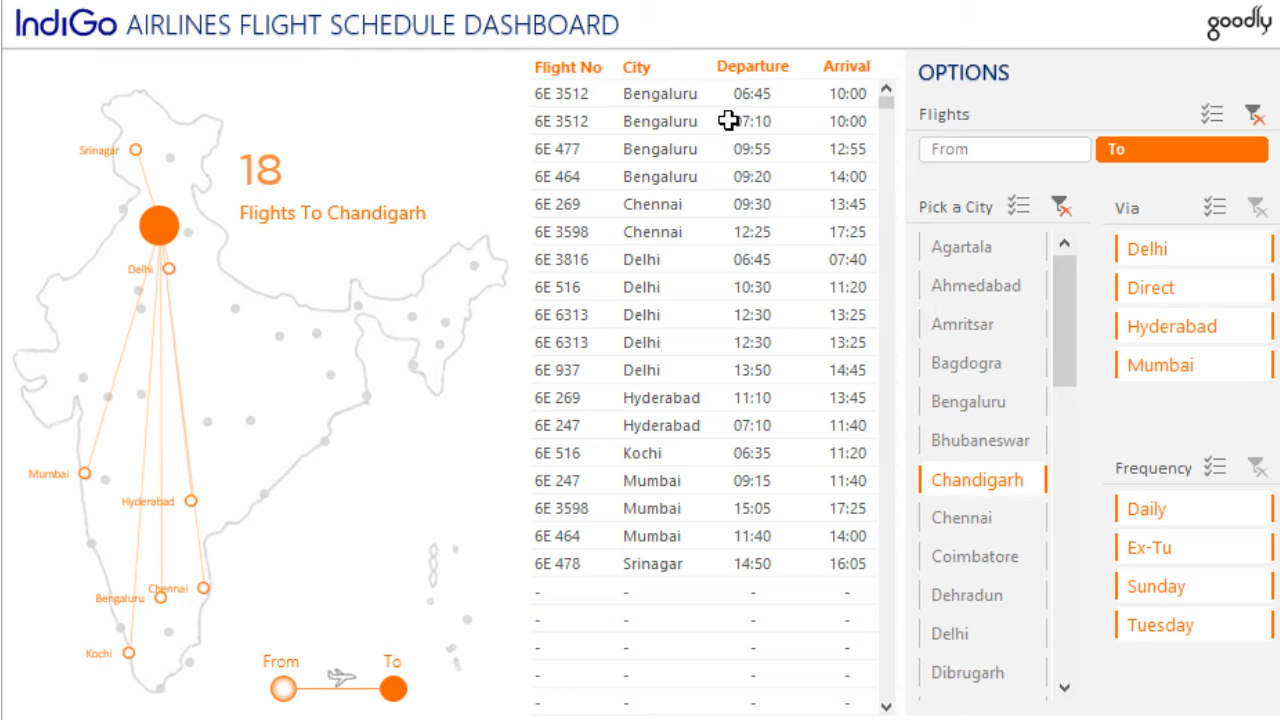 IndiGo AIRLINES FLIGHT SCHEDULE DASHBOARD
goodly
Srinagar
18
Flights To Chandigarh
Delhi
Mumbai
Hyderabad
Chennai
Bengaluru
Kochi
From
To
Flight No City Departure Arrival
6E 3512 Bengaluru 06:45 10:00
6E 3512 Bengaluru 07:10 10:00
6E 477 Bengaluru 09:55 12:55
6E 464 Bengaluru 09:20 14:00
6E 269 Chennai 09:30 13:45
6E 3598 Chennai 12:25 17:25
6E 3816 Delhi 06:45 07:40
6E 516 Delhi 10:30 11:20
6E 6313 Delhi 12:30 13:25
6E 6313 Delhi 12:30 13:25
6E 937 Delhi 13:50 14:45
6E 269 Hyderabad 11:10 13:45
6E 247 Hyderabad 07:10 11:40
6E 516 Kochi 06:35 11:20
6E 247 Mumbai 09:15 11:40
6E 3598 Mumbai 15:05 17:25
6E 464 Mumbai 11:40 14:00
6E 478 Srinagar 14:50 16:05
- - - -
- - - -
- - - -
- - - -
- - - -
OPTIONS
Flights
From
To
Pick a City
Agartala
Ahmedabad
Amritsar
Bagdogra
Bengaluru
Bhubaneswar
Chandigarh
Chennai
Coimbatore
Dehradun
Delhi
Dibrugarh
Via
Delhi
Direct
Hyderabad
Mumbai
Frequency
Daily
Ex-Tu
Sunday
Tuesday